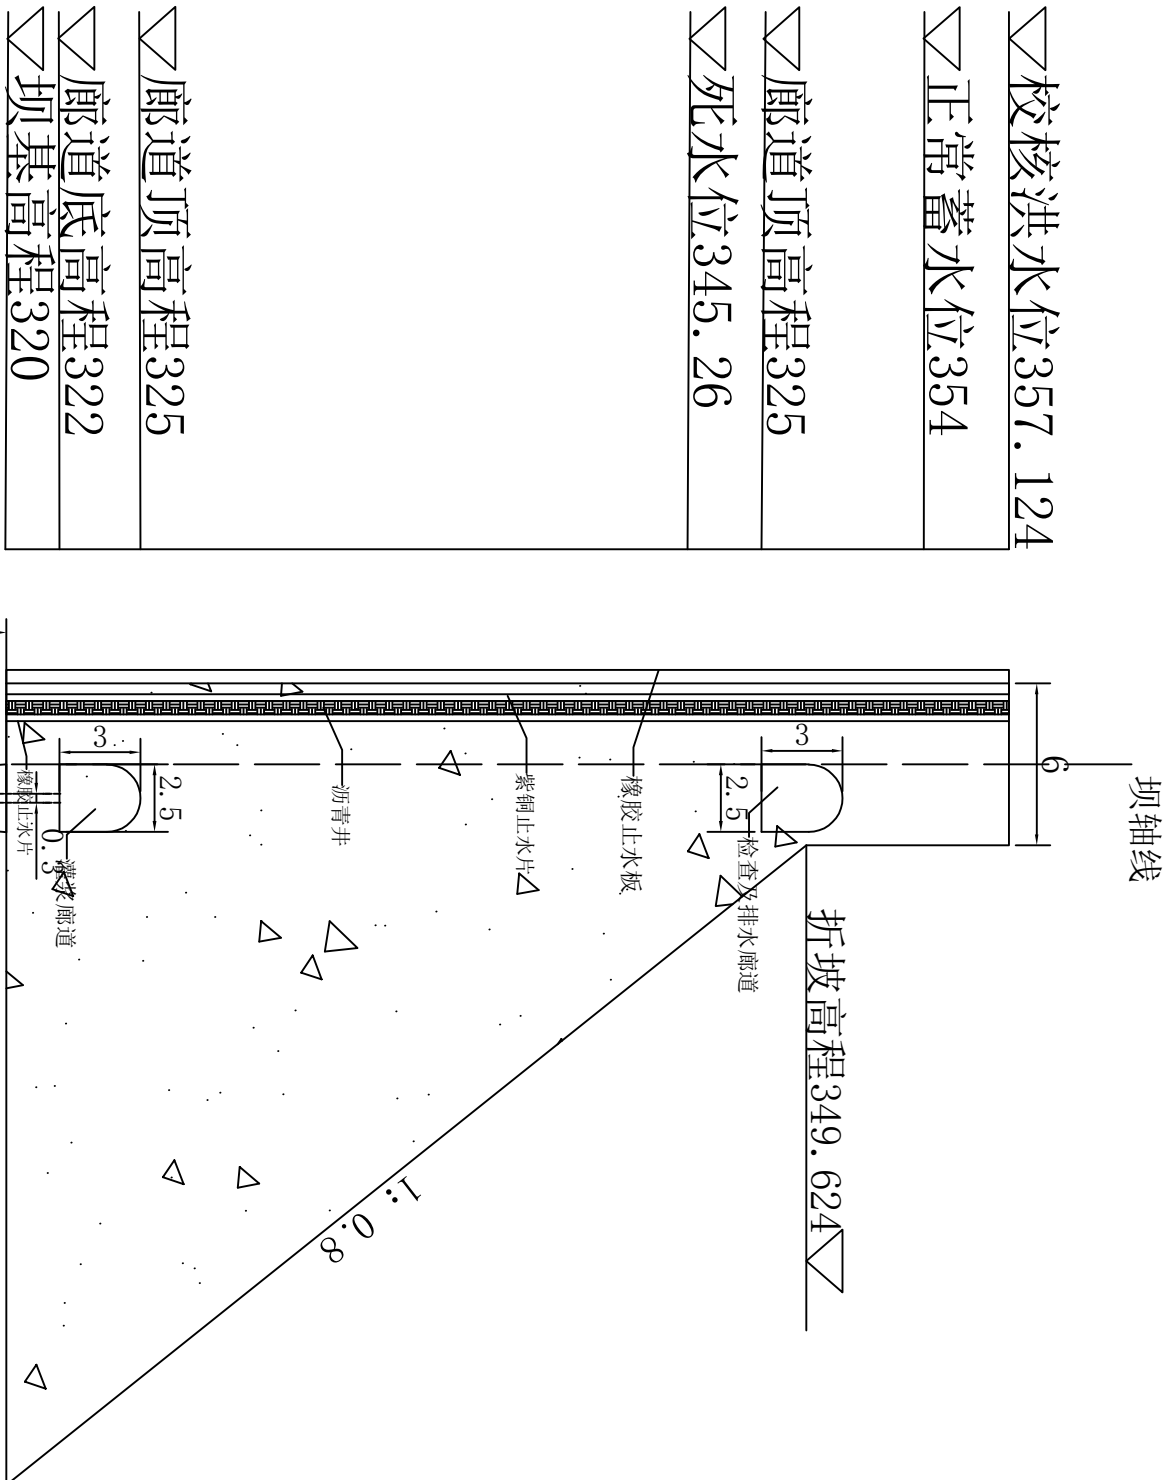 坝轴线
校核洪水位357.124
正常蓄水位354
廊道顶高程325
死水位345.26
廊道顶高程325
廊道底高程322
坝基高程320
6
折坡高程349.624
3
2.5
检查及排水廊道
橡胶止水板
紫铜止水片
沥青井
1:0.8
3
2.5
灌浆廊道
橡胶止水片